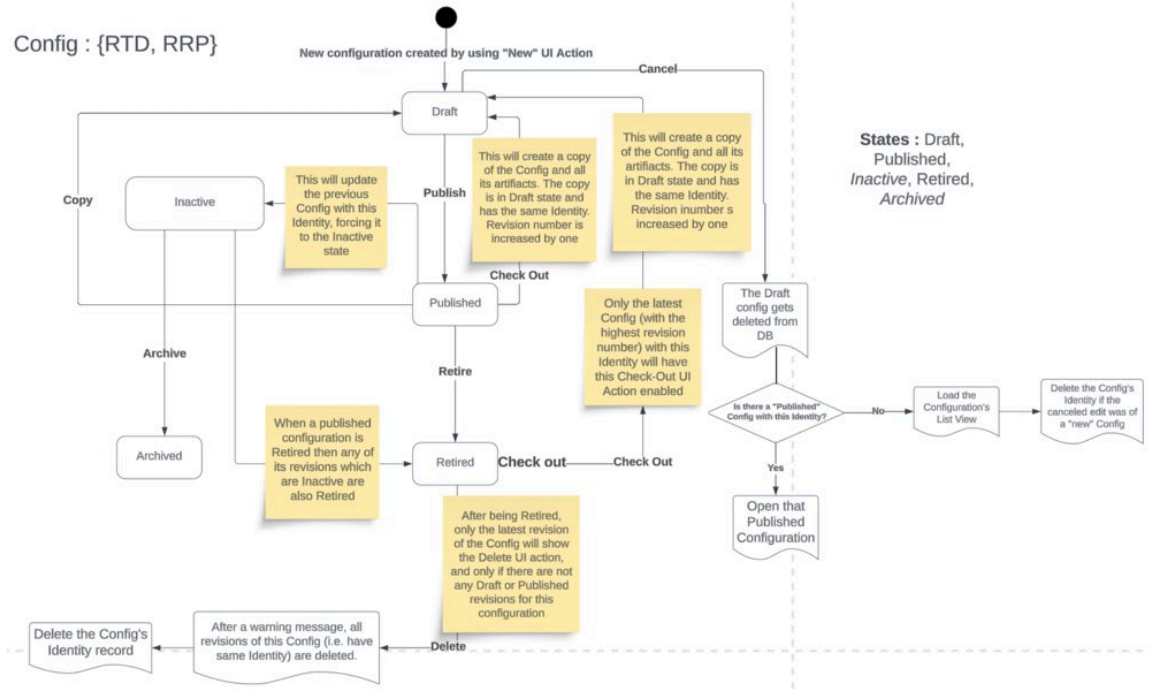 Config : {RTD, RRP}
New configuration created by using "New" UI Action
Cancel
Draft
States : Draft,
Published,
Inactive, Retired,
Archived
Copy
Inactive
This will update
the previous
Config with this
Identity, forcing it
to the Inactive
state
Publish
This will create a copy
of the Config and all
its artifiacts. The copy
is in Draft state and
has the same Identity.
Revision number is
increased by one
This will create a copy
of the Config and all its
artifiacts. The copy is
in Draft state and has
the same Identity.
Revision inumber s
increased by one
Check Out
Published
The Draft
config gets
deleted from
DB
Only the latest
Config (with the
highest revision
number) with this
Identity will have
this Check-Out UI
Action enabled
Archive
Retire
Is there a "Published"
Config with this Identity?
No
Load the
Configuration's
List View
Delete the Config's
Identity if the
canceled edit was of
a "new" Config
Yes
Open that
Published
Configuration
Archived
When a published
configuration is
Retired then any of
its revisions which
are Inactive are
also Retired
Retired
Check out
Check Out
After being Retired,
only the latest revision
of the Config will show
the Delete UI action,
and only if there are not
any Draft or Published
revisions for this
configuration
Delete
After a warning message, all
revisions of this Config (i.e. have
same Identity) are deleted.
Delete the Config's
Identity record